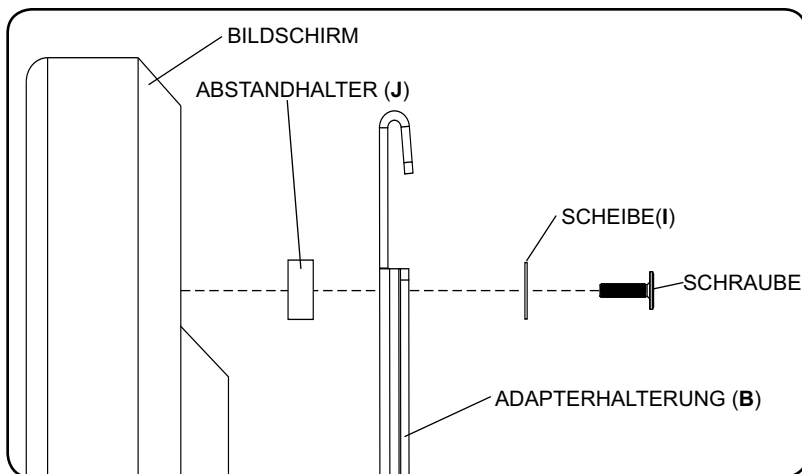 BILDSCHIRM
ABSTANDHALTER (J)
SCHEIBE(I)
SCHRAUBE
ADAPTERHALTERUNG (B)